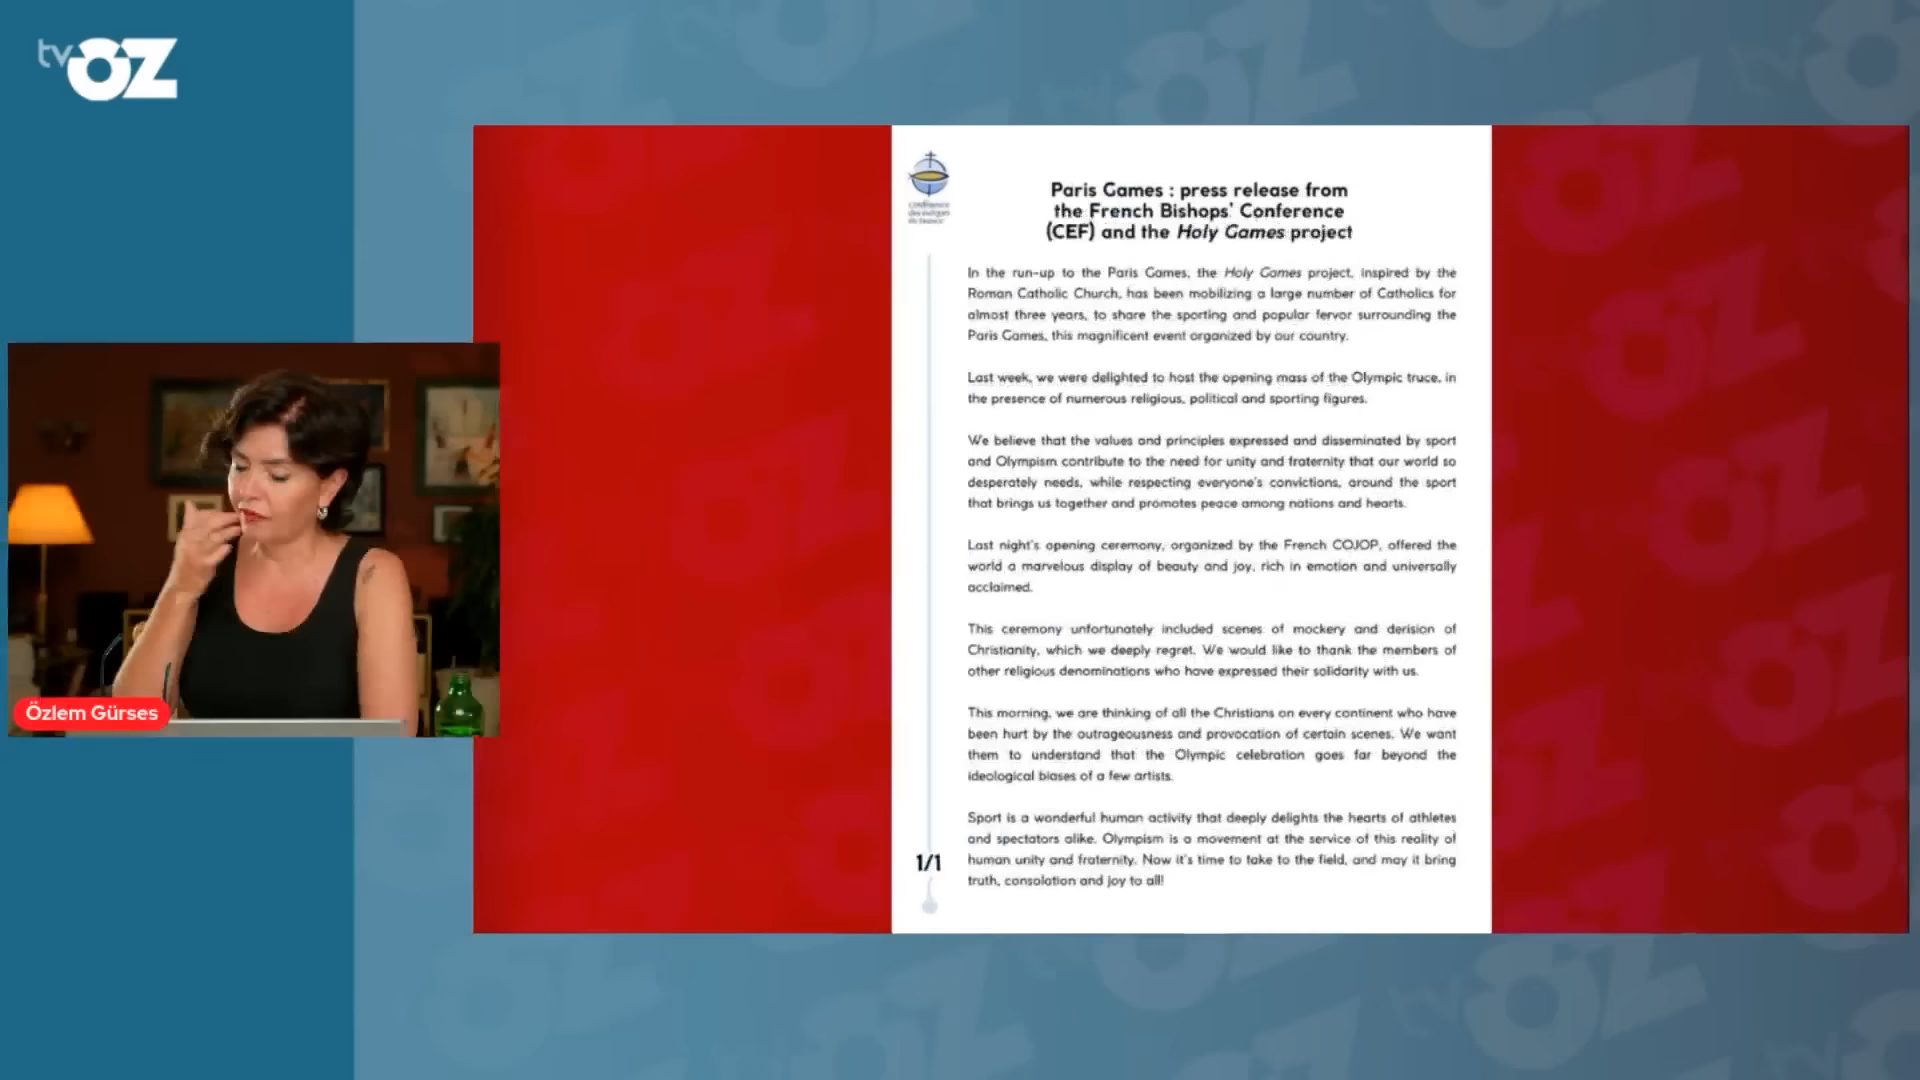 tvÖZ
Paris Games : press release from
the French Bishops' Conference
(CEF) and the Holy Games project
conférence
des évêques
de france
In the run-up to the Paris Games, the Holy Games project, inspired by the
Roman Catholic Church, has been mobilizing a large number of Catholics for
almost three years, to share the sporting and popular fervor surrounding the
Paris Games, this magnificent event organized by our country.
Last week, we were delighted to host the opening mass of the Olympic truce, in
the presence of numerous religious, political and sporting figures.
We believe that the values and principles expressed and disseminated by sport
and Olympism contribute to the need for unity and fraternity that our world so
desperately needs, while respecting everyone's convictions, around the sport
that brings us together and promotes peace among nations and hearts.
Last night's opening ceremony, organized by the French COJOP, offered the
world a marvelous display of beauty and joy, rich in emotion and universally
acclaimed.
This ceremony unfortunately included scenes of mockery and derision of
Christianity, which we deeply regret. We would like to thank the members of
other religious denominations who have expressed their solidarity with us.
This morning, we are thinking of all the Christians on every continent who have
been hurt by the outrageousness and provocation of certain scenes. We want
them to understand that the Olympic celebration goes far beyond the
ideological biases of a few artists.
Sport is a wonderful human activity that deeply delights the hearts of athletes
and spectators alike. Olympism is a movement at the service of this reality of
human unity and fraternity. Now it's time to take to the field, and may it bring
truth, consolation and joy to all!
1/1
Özlem Gürses